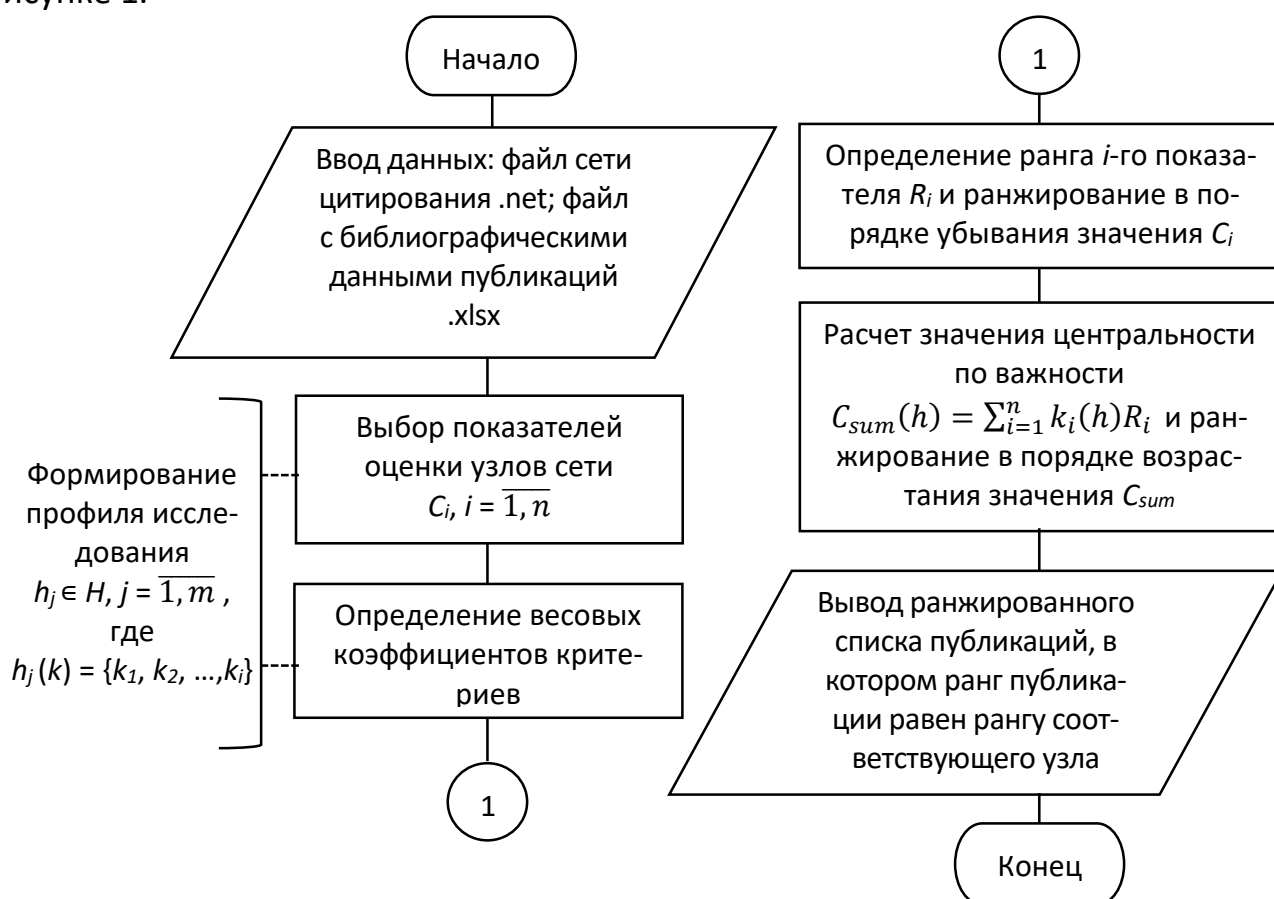 Начало
Ввод данных: файл сети
цитирования .net; файл
с библиографическими
данными публикаций
.xlsx
Выбор показателей
оценки узлов сети
Cᵢ, i = 1, n
Формирование
профиля иссле-
дования
hⱼ ∈ H, j = 1, m ,
где
hⱼ (k) = {k₁, k₂, ...,kᵢ}
Определение весовых
коэффициентов крите-
риев
1
1
Определение ранга i-го показа-
теля Rᵢ и ранжирование в по-
рядке убывания значения Cᵢ
Расчет значения центральности
по важности
C_sum(h) = ∑ⁿᵢ₌₁ kᵢ(h)Rᵢ и ран-
жирование в порядке возрас-
тания значения C_sum
Вывод ранжированного
списка публикаций, в
котором ранг публика-
ции равен рангу соот-
ветствующего узла
Конец